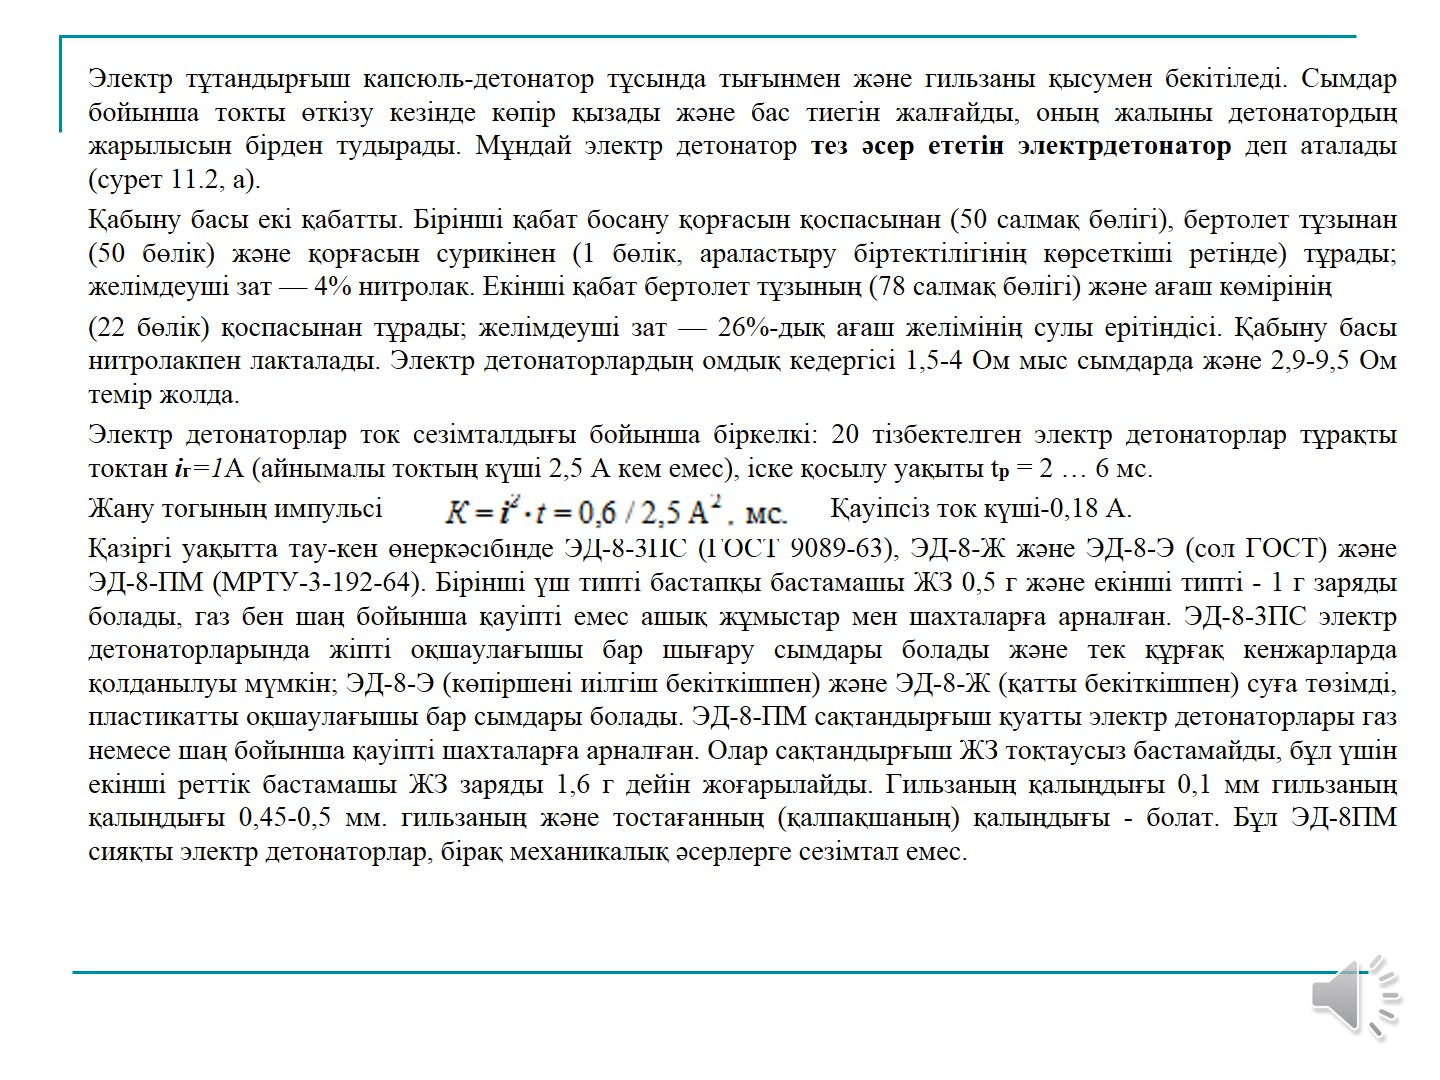 Электр тұтандырғыш капсюль-детонатор тұсында тығынмен және гильзаны қысумен бекітіледі. Сымдар
бойынша токты өткізу кезінде көпір қызады және бас тиегін жалғайды, оның жалыны детонатордың
жарылысын бірден тудырады. Мұндай электр детонатор тез әсер ететін электрдетонатор деп аталады
(сурет 11.2, а).
Қабыну басы екі қабатты. Бірінші қабат босану қорғасын қоспасынан (50 салмақ бөлігі), бертолет тұзынан
(50 бөлік) және қорғасын сурикінен (1 бөлік, араластыру біртектілігінің көрсеткіші ретінде) тұрады;
желімдеуші зат — 4% нитролак. Екінші қабат бертолет тұзының (78 салмақ бөлігі) және ағаш көмірінің
(22 бөлік) қоспасынан тұрады; желімдеуші зат — 26%-дық ағаш желімінің сулы ерітіндісі. Қабыну басы
нитролакпен лакталады. Электр детонаторлардың омдық кедергісі 1,5-4 Ом мыс сымдарда және 2,9-9,5 Ом
темір жолда.
Электр детонаторлар ток сезімталдығы бойынша біркелкі: 20 тізбектелген электр детонаторлар тұрақты
токтан iг=1А (айнымалы токтың күші 2,5 А кем емес), іске қосылу уақыты tр = 2 … 6 мс.
Жану тогының импульсі K = i² · t = 0,6 / 2,5 А² . мс. Қауіпсіз ток күші-0,18 А.
Қазіргі уақытта тау-кен өнеркәсібінде ЭД-8-3ПС (ГОСТ 9089-63), ЭД-8-Ж және ЭД-8-Э (сол ГОСТ) және
ЭД-8-ПМ (МРТУ-3-192-64). Бірінші үш типті бастапқы бастамашы ЖЗ 0,5 г және екінші типті - 1 г заряды
болады, газ бен шаң бойынша қауіпті емес ашық жұмыстар мен шахталарға арналған. ЭД-8-3ПС электр
детонаторларында жіпті оқшаулағышы бар шығару сымдары болады және тек құрғақ кенжарларда
қолданылуы мүмкін; ЭД-8-Э (көпіршені иілгіш бекіткішпен) және ЭД-8-Ж (қатты бекіткішпен) суға төзімді,
пластикатты оқшаулағышы бар сымдары болады. ЭД-8-ПМ сақтандырғыш қуатты электр детонаторлары газ
немесе шаң бойынша қауіпті шахталарға арналған. Олар сақтандырғыш ЖЗ тоқтаусыз бастамайды, бұл үшін
екінші реттік бастамашы ЖЗ заряды 1,6 г дейін жоғарылайды. Гильзаның қалыңдығы 0,1 мм гильзаның
қалыңдығы 0,45-0,5 мм. гильзаның және тостағанның (қалпақшаның) қалыңдығы - болат. Бұл ЭД-8ПМ
сияқты электр детонаторлар, бірақ механикалық әсерлерге сезімтал емес.